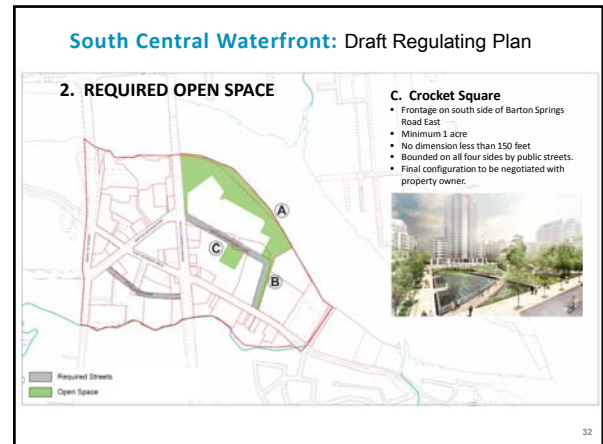 South Central Waterfront: Draft Regulating Plan
2. REQUIRED OPEN SPACE
C. Crocket Square
• Frontage on south side of Barton Springs
Road East
• Minimum 1 acre
• No dimension less than 150 feet
• Bounded on all four sides by public streets.
• Final configuration to be negotiated with
property owner.
A
C
B
Required Streets
Open Space
32